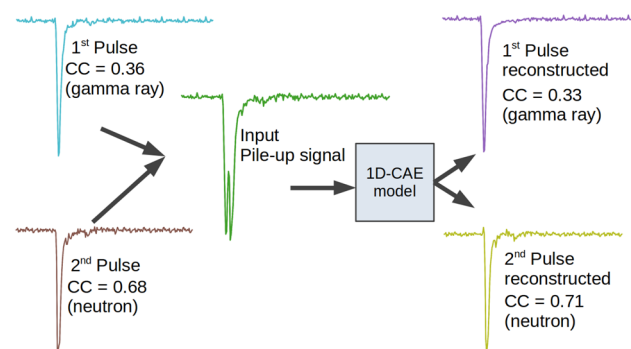 1st Pulse
CC = 0.36
(gamma ray)
2nd Pulse
CC = 0.68
(neutron)
Input
Pile-up signal
1D-CAE
model
1st Pulse
reconstructed
CC = 0.33
(gamma ray)
2nd Pulse
reconstructed
CC = 0.71
(neutron)